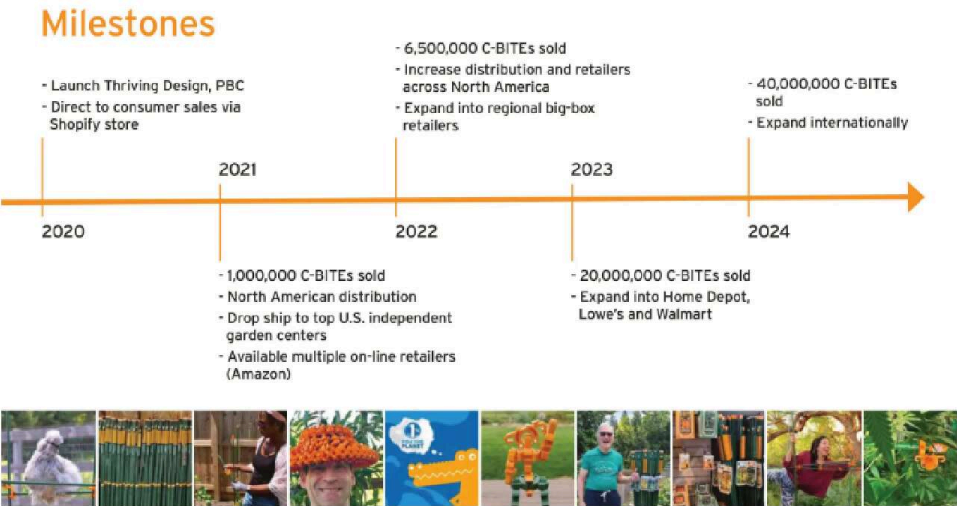 Milestones
- Launch Thriving Design, PBC
- Direct to consumer sales via
Shopify store
2020
2021
- 1,000,000 C-BITEs sold
- North American distribution
- Drop ship to top U.S. independent
garden centers
- Available multiple on-line retailers
(Amazon)
- 6,500,000 C-BITEs sold
- Increase distribution and retailers
across North America
- Expand into regional big-box
retailers
2022
2023
- 20,000,000 C-BITEs sold
- Expand into Home Depot,
Lowe's and Walmart
- 40,000,000 C-BITEs
sold
- Expand internationally
2024
PLANET